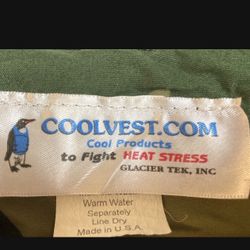 COOLVEST.COM
Cool Products
to Fight HEAT STRESS
GLACIER TEK, INC
Warm Water
Separately
Line Dry
Made in U.S.A.